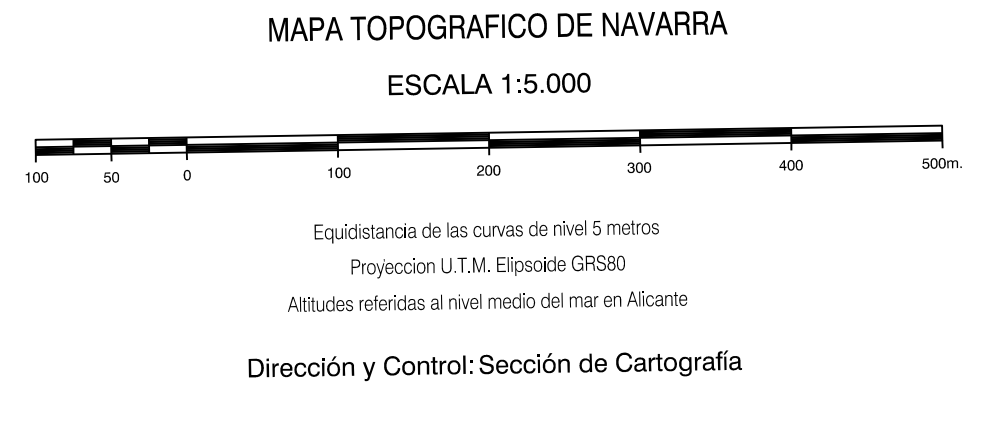 MAPA TOPOGRAFICO DE NAVARRA
ESCALA 1:5.000
100 50 0 100 200 300 400 500m.
Equidistancia de las curvas de nivel 5 metros
Proyeccion U.T.M. Elipsoide GRS80
Altitudes referidas al nivel medio del mar en Alicante
Dirección y Control: Sección de Cartografía